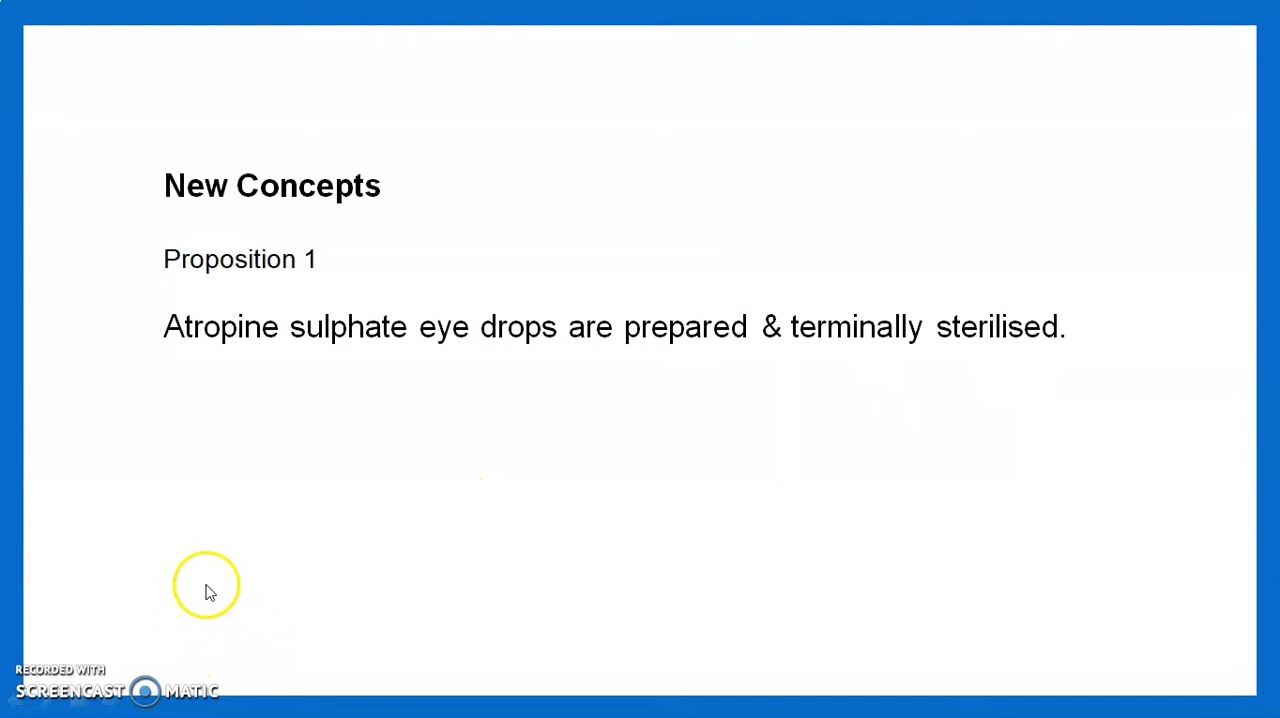 New Concepts
Proposition 1
Atropine sulphate eye drops are prepared & terminally sterilised.
RECORDED WITH
SCREENCAST MATIC